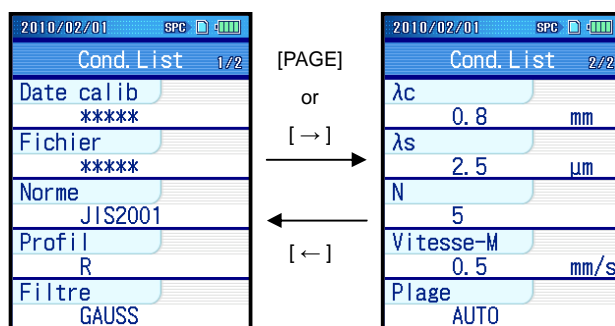 2010/02/01 SPC
Cond. List 1/2
Date calib
*****
Fichier
*****
Norme
JIS2001
Profil
R
Filtre
GAUSS
[PAGE]
or
[ → ]
[ ← ]
2010/02/01 SPC
Cond. List 2/2
λc
0.8 mm
λs
2.5 μm
N
5
Vitesse-M
0.5 mm/s
Plage
AUTO